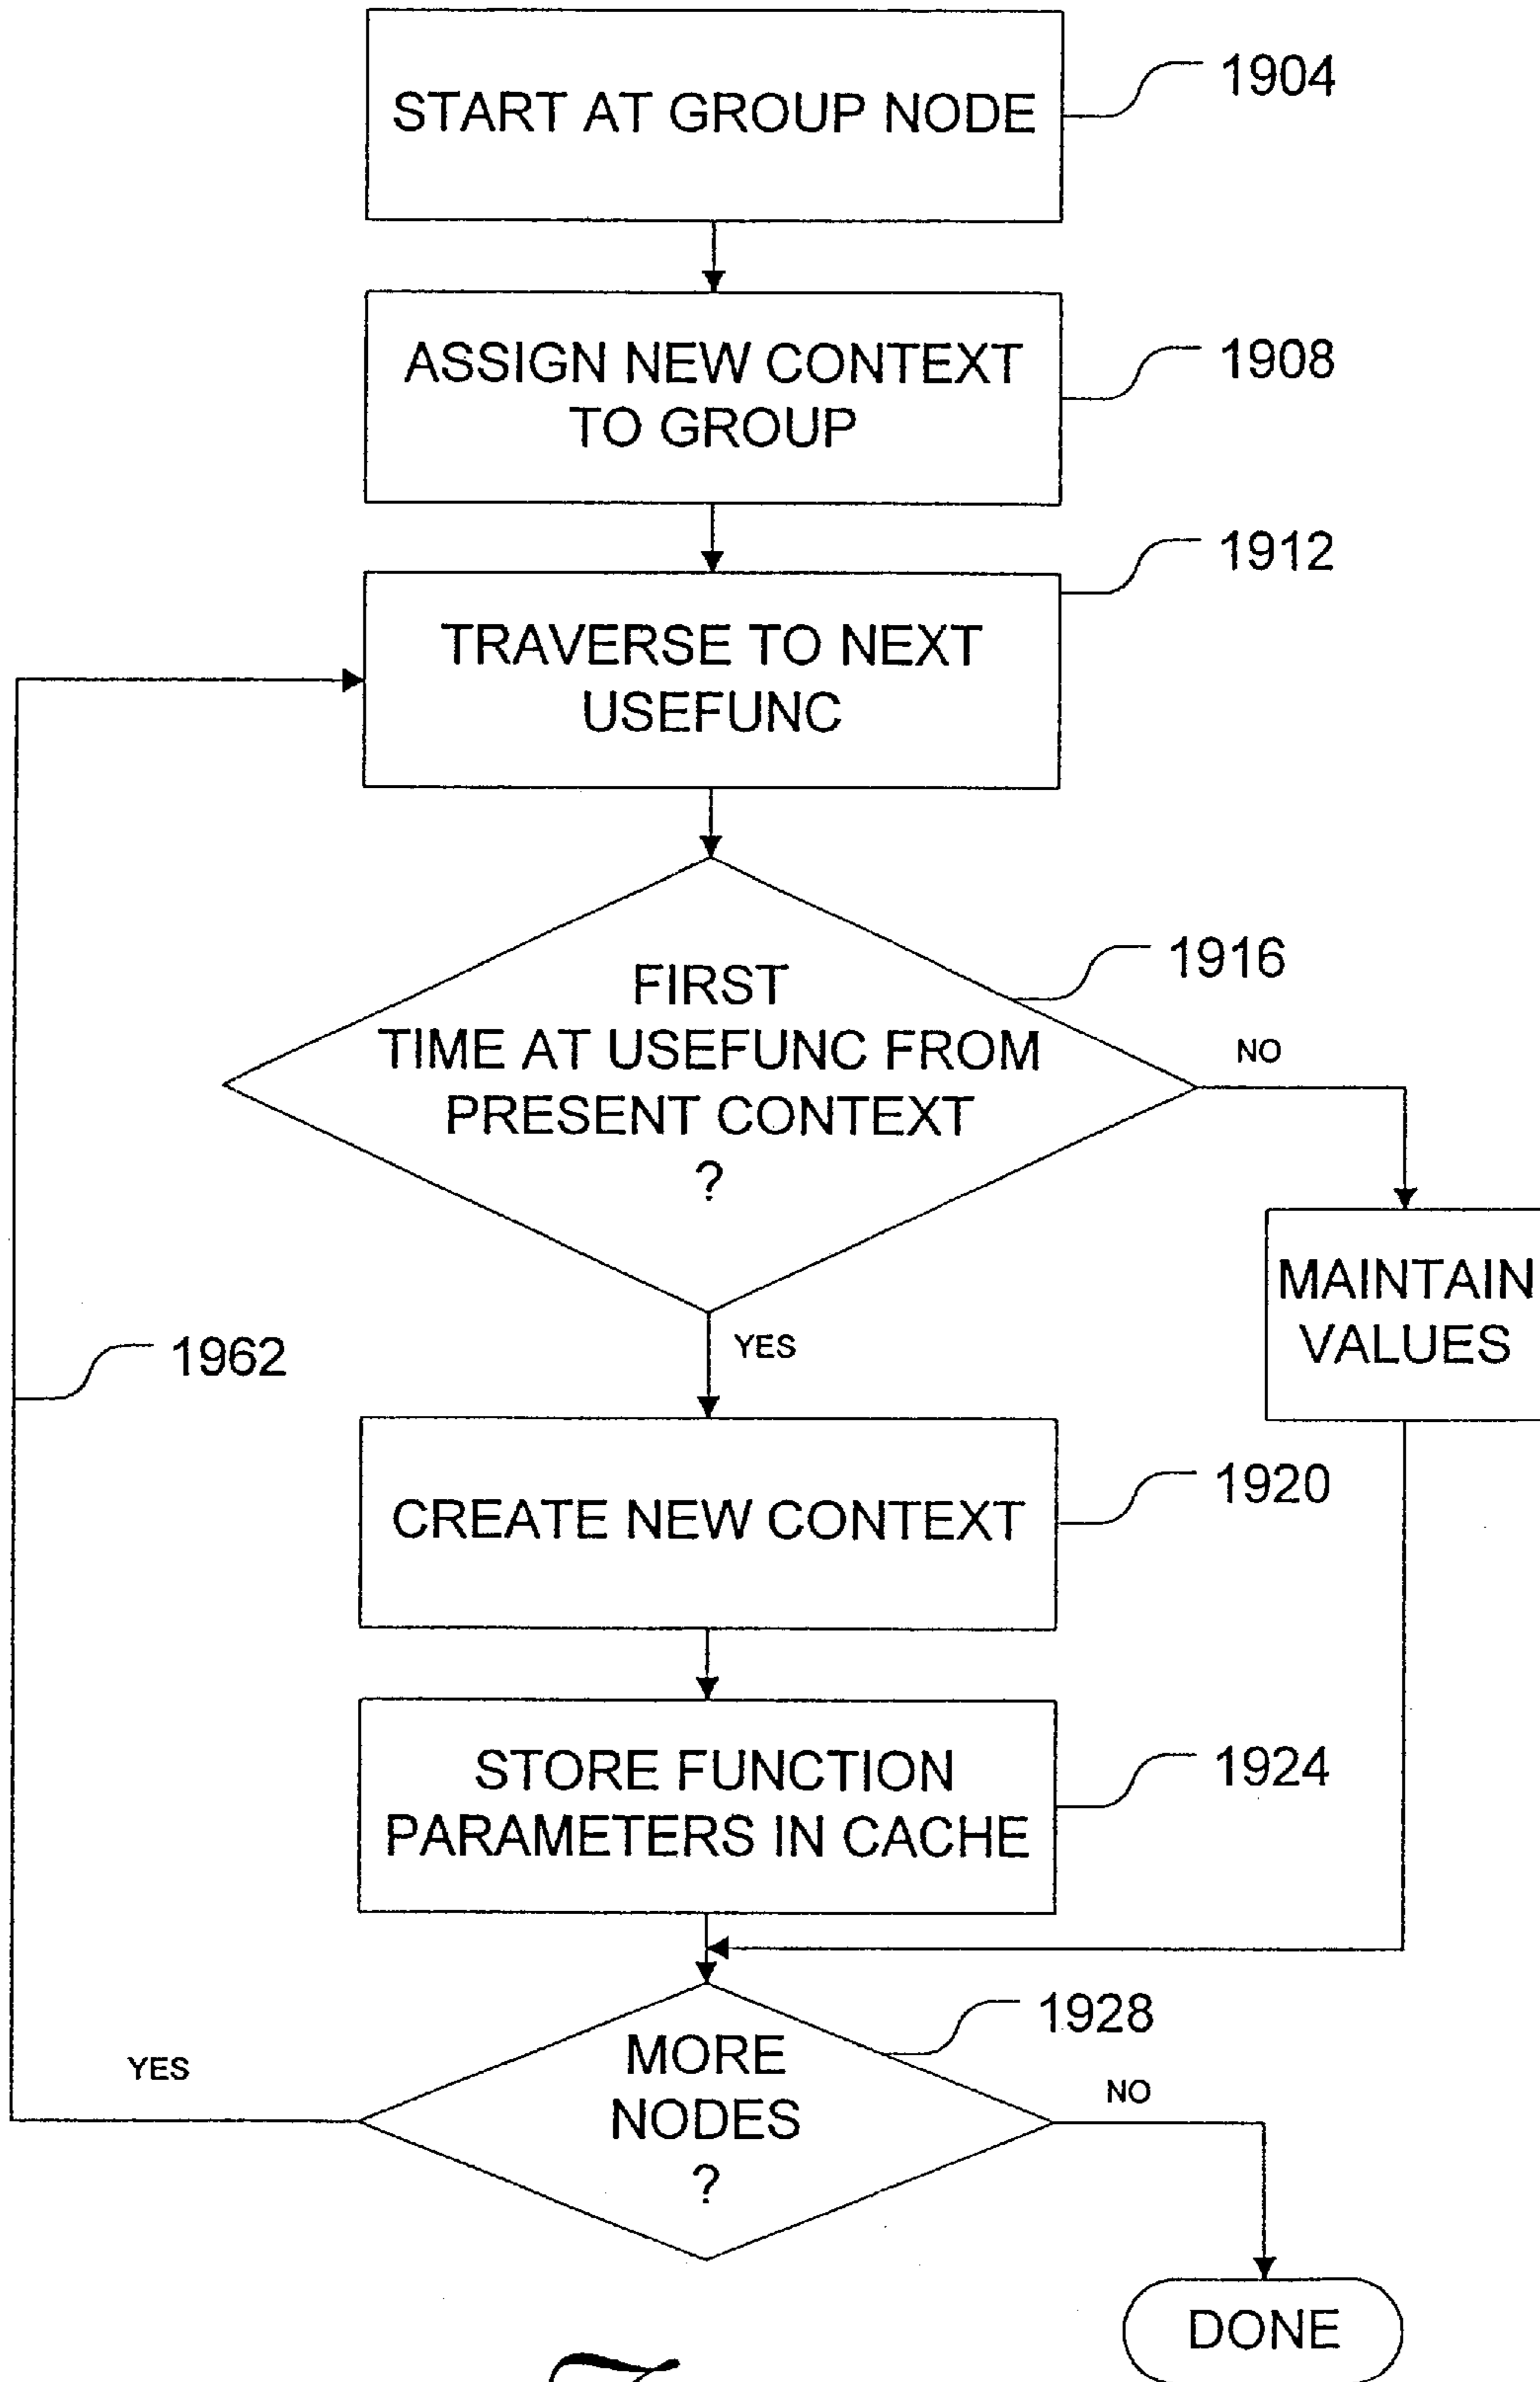 START AT GROUP NODE
1904
ASSIGN NEW CONTEXT
TO GROUP
1908
TRAVERSE TO NEXT
USEFUNC
1912
FIRST
TIME AT USEFUNC FROM
PRESENT CONTEXT
?
1916
NO
MAINTAIN
VALUES
YES
1962
CREATE NEW CONTEXT
1920
STORE FUNCTION
PARAMETERS IN CACHE
1924
MORE
NODES
?
1928
YES
NO
DONE